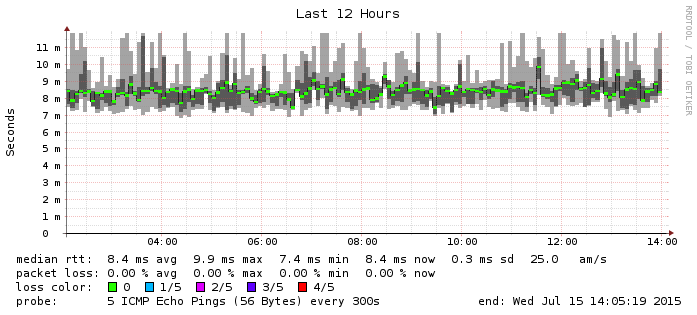 Last 12 Hours
RRDTOOL / TOBI OETIKER
Seconds
11 m
10 m
9 m
8 m
7 m
6 m
5 m
4 m
3 m
2 m
1 m
0
04:00 06:00 08:00 10:00 12:00 14:00
median rtt: 8.4 ms avg 9.9 ms max 7.4 ms min 8.4 ms now 0.3 ms sd 25.0 am/s
packet loss: 0.00 % avg 0.00 % max 0.00 % min 0.00 % now
loss color: 0 1/5 2/5 3/5 4/5
probe: 5 ICMP Echo Pings (56 Bytes) every 300s end: Wed Jul 15 14:05:19 2015